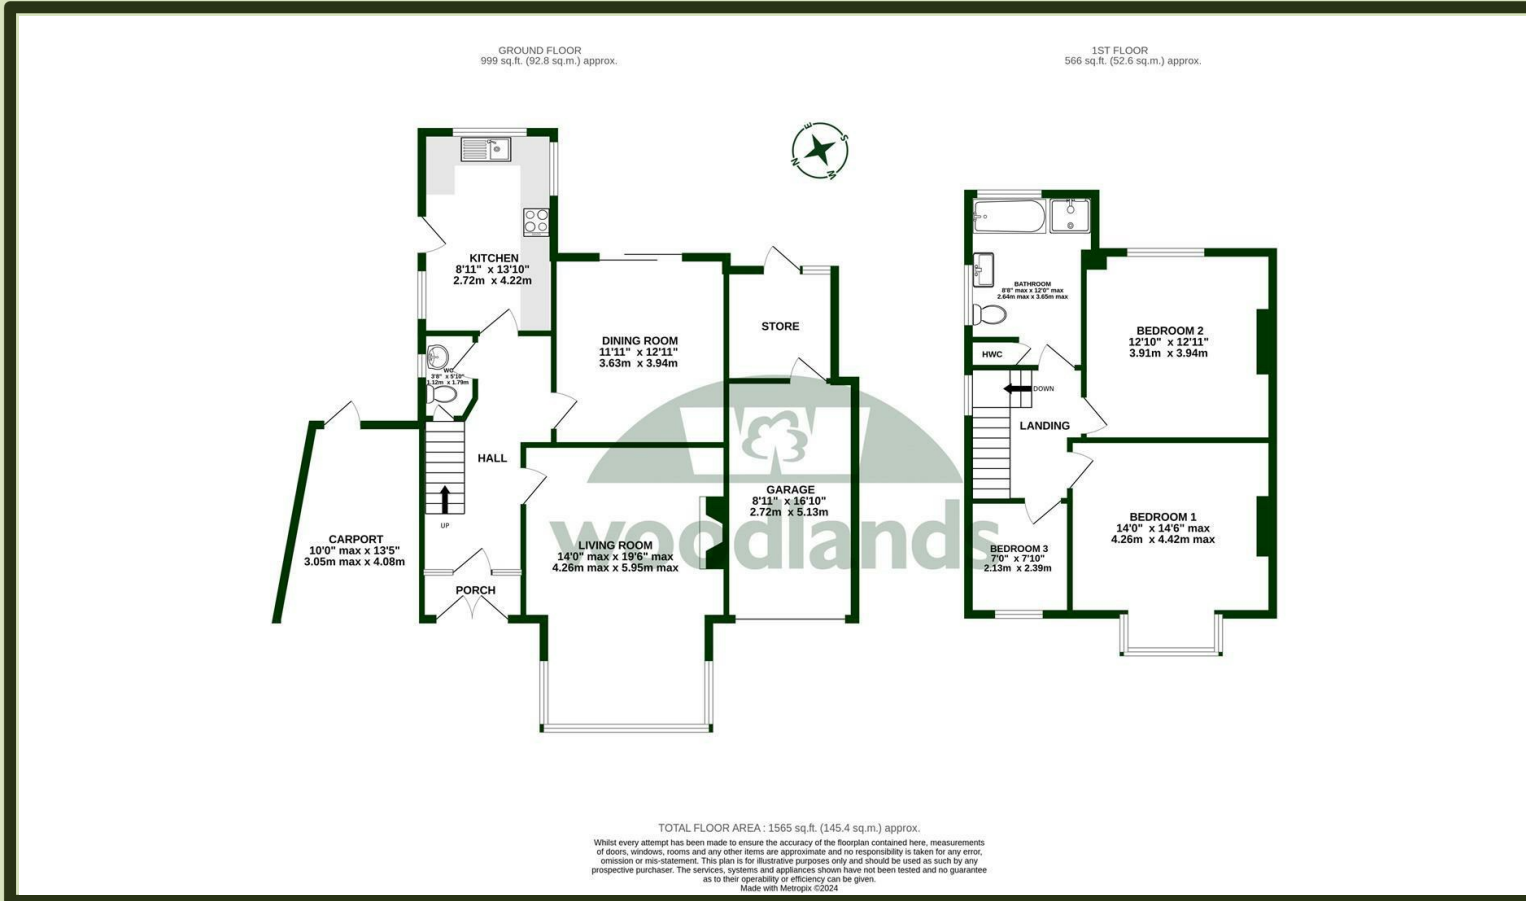 GROUND FLOOR
999 sq.ft. (92.8 sq.m.) approx.
1ST FLOOR
566 sq.ft. (52.6 sq.m.) approx.
E
S
N
W
KITCHEN
8'11" x 13'10"
2.72m x 4.22m
DINING ROOM
11'11" x 12'11"
3.63m x 3.94m
STORE
WC
3'8" x 5'10"
1.12m x 1.79m
HALL
UP
GARAGE
8'11" x 16'10"
2.72m x 5.13m
CARPORT
10'0" max x 13'5"
3.05m max x 4.08m
LIVING ROOM
14'0" max x 19'6" max
4.26m max x 5.95m max
PORCH
BATHROOM
8'8" max x 12'0" max
2.64m max x 3.65m max
HWC
DOWN
LANDING
BEDROOM 2
12'10" x 12'11"
3.91m x 3.94m
BEDROOM 1
14'0" x 14'6" max
4.26m x 4.42m max
BEDROOM 3
7'0" x 7'10"
2.13m x 2.39m
woodlands
TOTAL FLOOR AREA : 1565 sq.ft. (145.4 sq.m.) approx.
Whilst every attempt has been made to ensure the accuracy of the floorplan contained here, measurements
of doors, windows, rooms and any other items are approximate and no responsibility is taken for any error,
omission or mis-statement. This plan is for illustrative purposes only and should be used as such by any
prospective purchaser. The services, systems and appliances shown have not been tested and no guarantee
as to their operability or efficiency can be given.
Made with Metropix ©2024